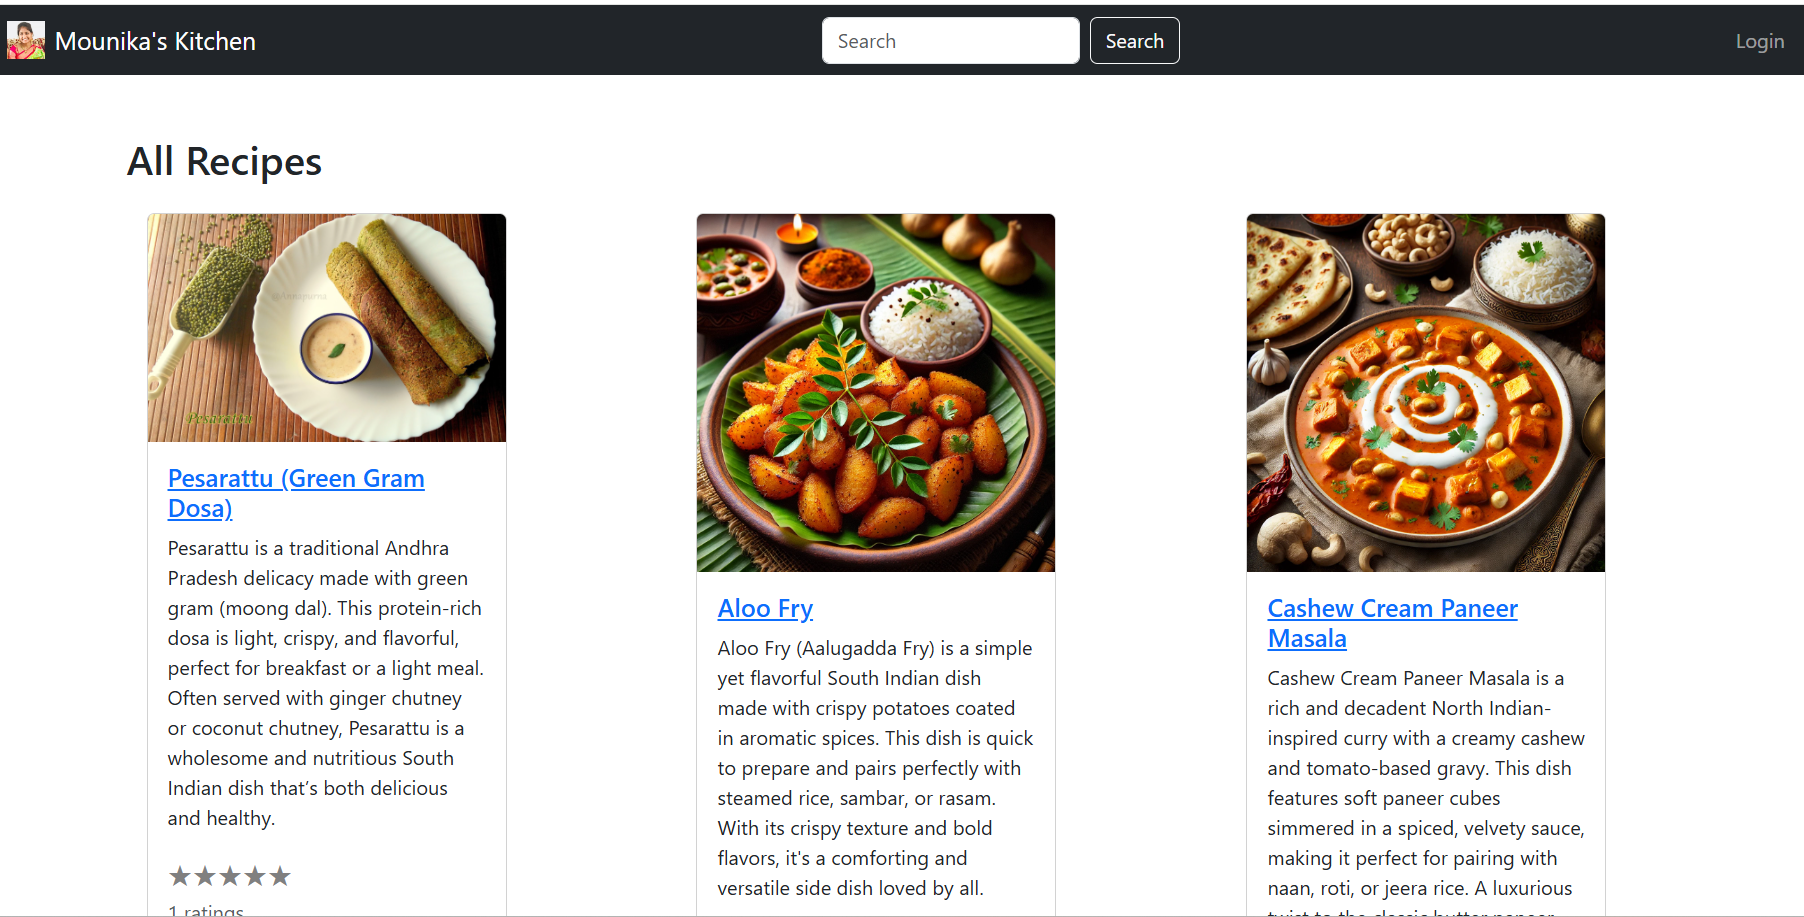 Mounika's Kitchen
Search
Search
Login
All Recipes
@Annapurna
Pesarattu
Pesarattu (Green Gram
Dosa)
Pesarattu is a traditional Andhra
Pradesh delicacy made with green
gram (moong dal). This protein-rich
dosa is light, crispy, and flavorful,
perfect for breakfast or a light meal.
Often served with ginger chutney
or coconut chutney, Pesarattu is a
wholesome and nutritious South
Indian dish that’s both delicious
and healthy.
★★★★★
1 ratings
Aloo Fry
Aloo Fry (Aalugadda Fry) is a simple
yet flavorful South Indian dish
made with crispy potatoes coated
in aromatic spices. This dish is quick
to prepare and pairs perfectly with
steamed rice, sambar, or rasam.
With its crispy texture and bold
flavors, it's a comforting and
versatile side dish loved by all.
Cashew Cream Paneer
Masala
Cashew Cream Paneer Masala is a
rich and decadent North Indian-
inspired curry with a creamy cashew
and tomato-based gravy. This dish
features soft paneer cubes
simmered in a spiced, velvety sauce,
making it perfect for pairing with
naan, roti, or jeera rice. A luxurious
twist to the classic butter paneer